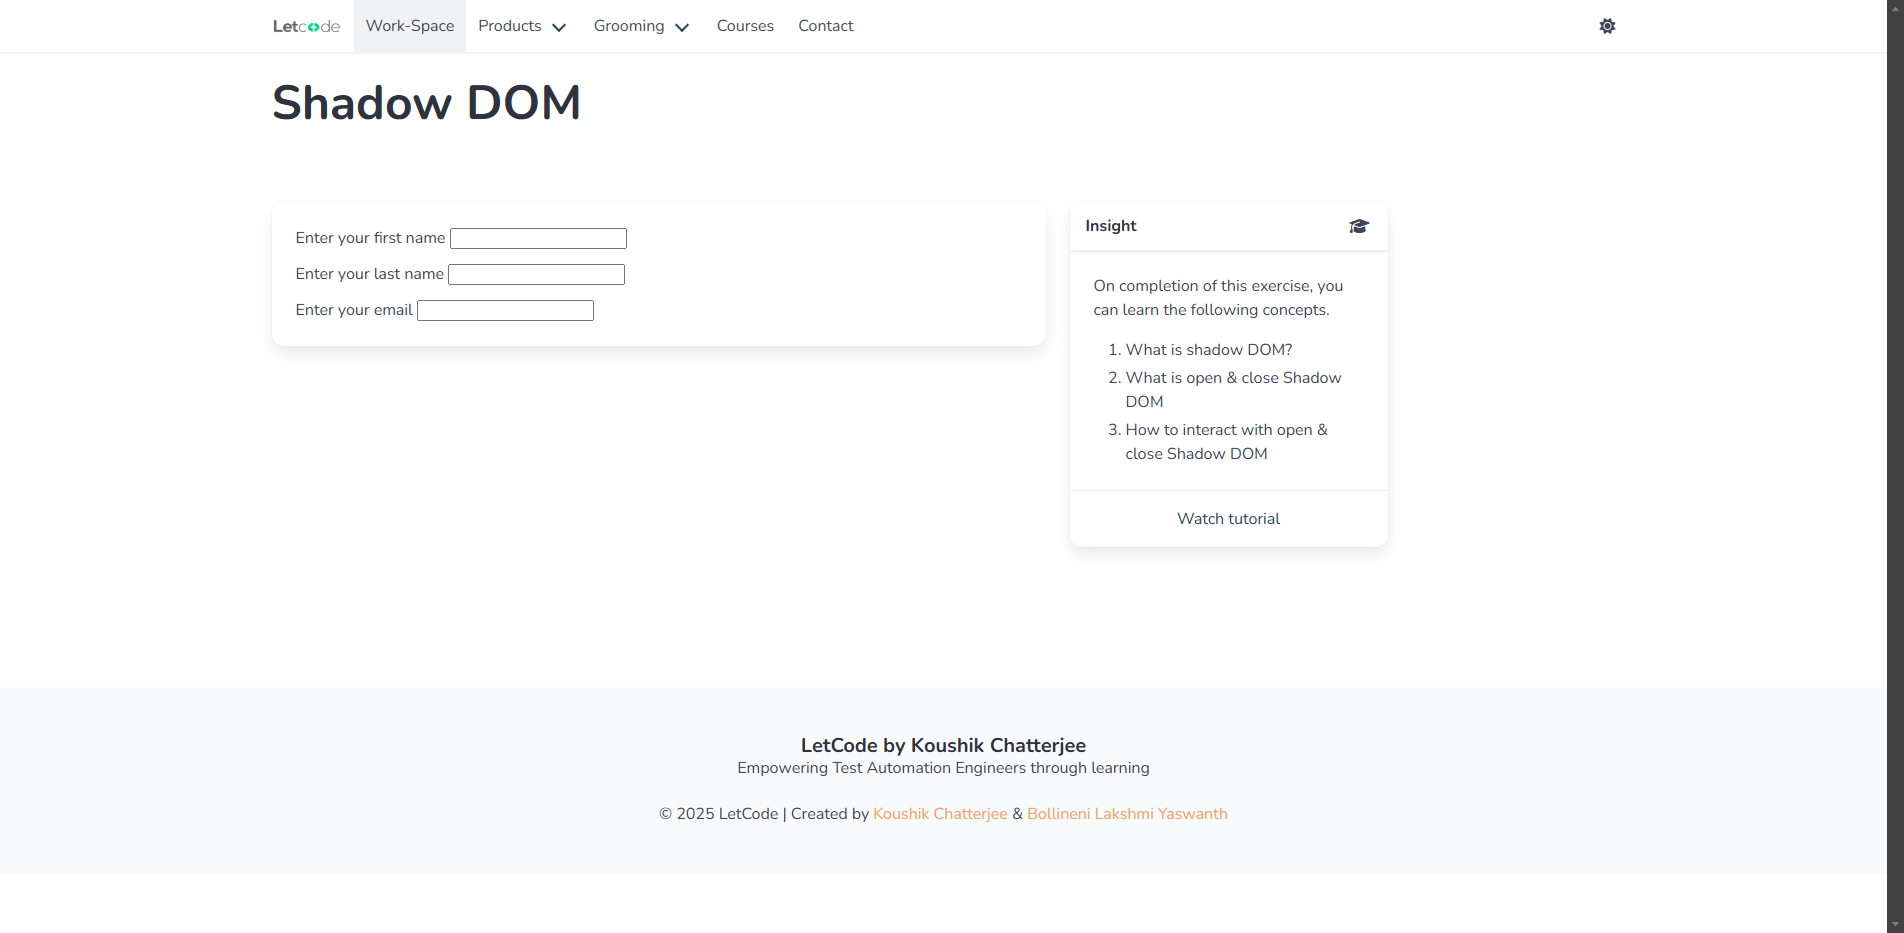 Letcode
Work-Space
Products
Grooming
Courses
Contact
Shadow DOM
Enter your first name
Enter your last name
Enter your email
Insight
On completion of this exercise, you
can learn the following concepts.
1. What is shadow DOM?
2. What is open & close Shadow
DOM
3. How to interact with open &
close Shadow DOM
Watch tutorial
LetCode by Koushik Chatterjee
Empowering Test Automation Engineers through learning
© 2025 LetCode | Created by Koushik Chatterjee & Bollineni Lakshmi Yaswanth